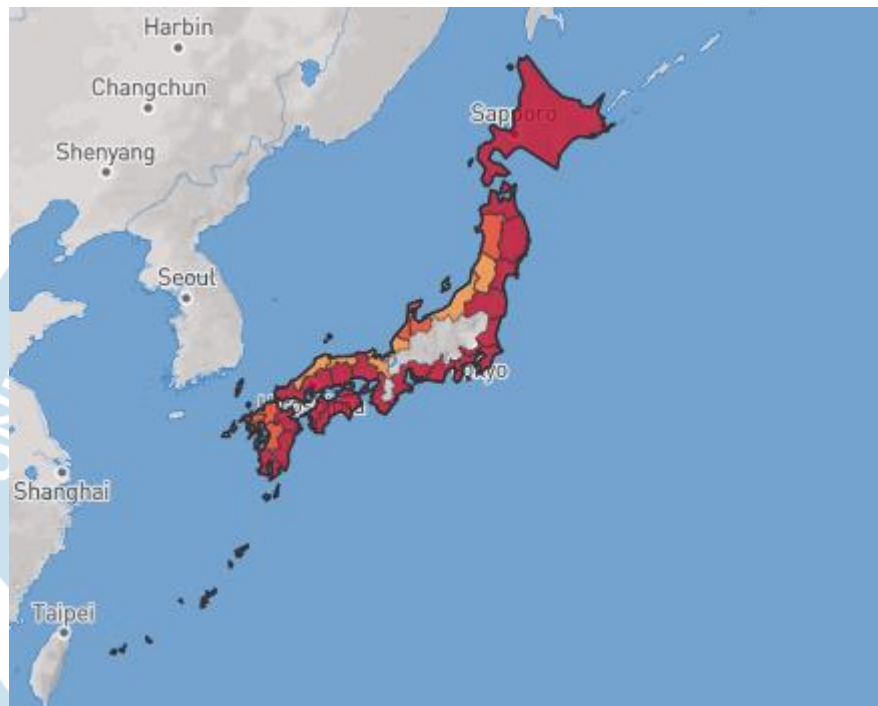 Harbin
Changchun
Sapporo
Shenyang
Seoul
Shanghai
Taipei